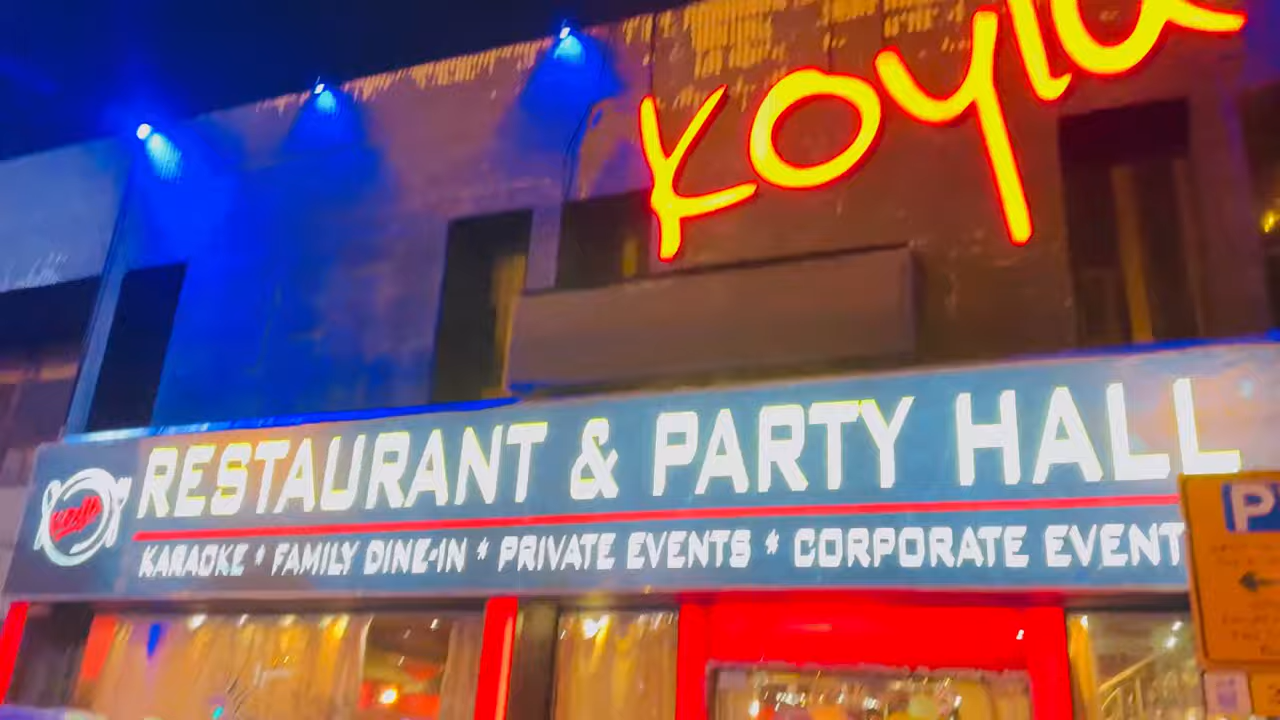 Koyla
RESTAURANT & PARTY HALL
KARAOKE * FAMILY DINE-IN * PRIVATE EVENTS * CORPORATE EVENT
P